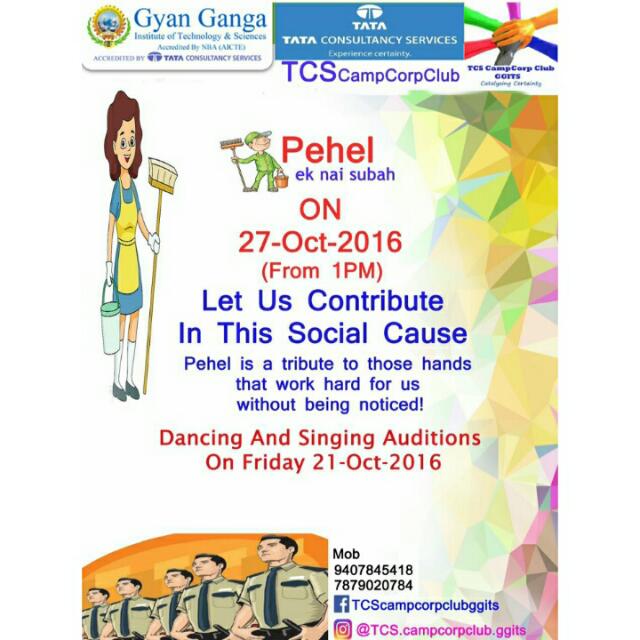 Gyan Ganga
Institute of Technology & Sciences
Accredited By NBA (AICTE)
ACCREDITED BY TATA CONSULTANCY SERVICES
TATA
TATA CONSULTANCY SERVICES
Experience certainty.
TCS CampCorp Club
GGITS
Catalysing Certainty
TCSCampCorpClub
Pehel
ek nai subah
ON
27-Oct-2016
(From 1PM)
Let Us Contribute
In This Social Cause
Pehel is a tribute to those hands
that work hard for us
without being noticed!
Dancing And Singing Auditions
On Friday 21-Oct-2016
Mob
9407845418
7879020784
TCScampcorpclubggits
@TCS.campcorpclub.ggits